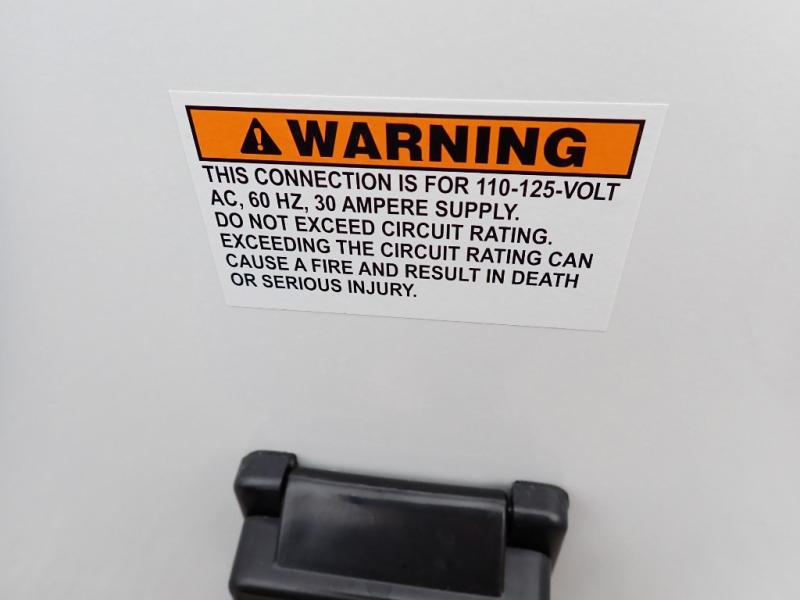 WARNING
THIS CONNECTION IS FOR 110-125-VOLT
AC, 60 HZ, 30 AMPERE SUPPLY.
DO NOT EXCEED CIRCUIT RATING.
EXCEEDING THE CIRCUIT RATING CAN
CAUSE A FIRE AND RESULT IN DEATH
OR SERIOUS INJURY.